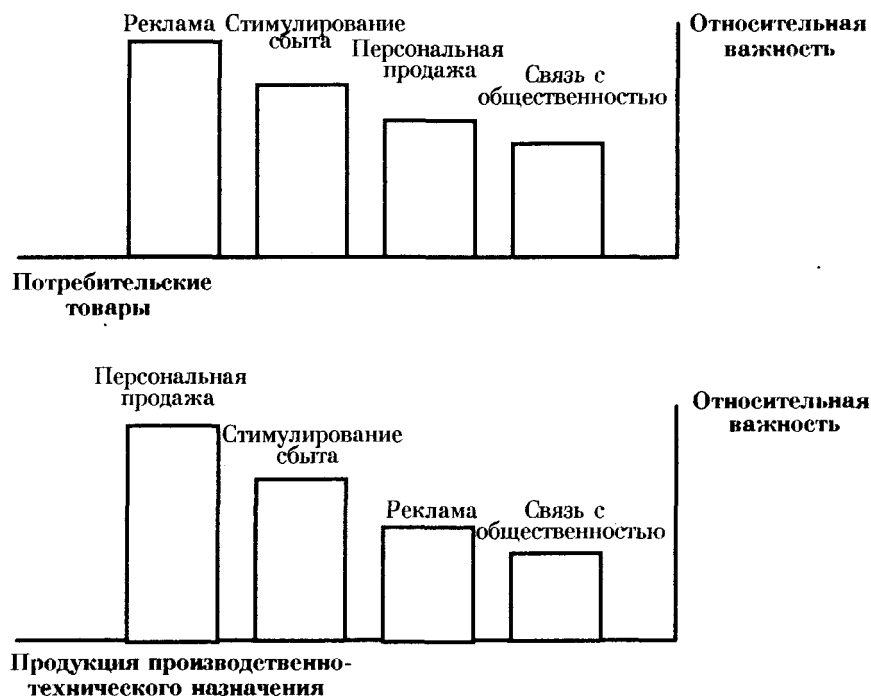 Реклама Стимулирование
сбыта
Персональная
продажа
Связь с
общественностью
Относительная
важность
Потребительские
товары
Персональная
продажа
Стимулирование
сбыта
Реклама
Связь с
общественностью
Относительная
важность
Продукция производственно-
технического назначения